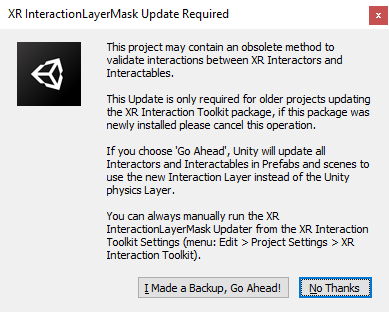 XR InteractionLayerMask Update Required
x
This project may contain an obsolete method to
validate interactions between XR Interactors and
Interactables.
This Update is only required for older projects updating
the XR Interaction Toolkit package, if this package was
newly installed please cancel this operation.
If you choose 'Go Ahead', Unity will update all
Interactors and Interactables in Prefabs and scenes to
use the new Interaction Layer instead of the Unity
physics Layer.
You can always manually run the XR
InteractionLayerMask Updater from the XR Interaction
Toolkit Settings (menu: Edit > Project Settings > XR
Interaction Toolkit).
I Made a Backup, Go Ahead!
No Thanks